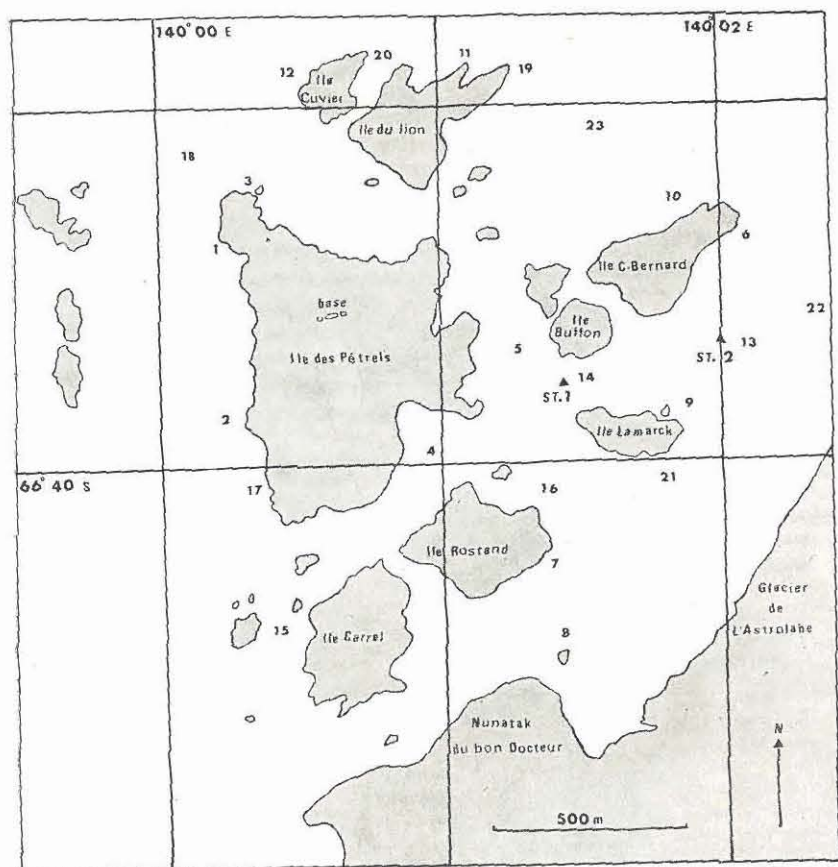 140° 00 E
140° 02 E
20
11
12
Ile
Cuvier
19
Ile du lion
23
18
3
10
1
6
Ile C. Bernard
base
Ile
Buffon
22
5
13
ST. 2
Ile des Pétrels
14
ST. 1
2
9
Ile Lamarck
4
66° 40 S
17
16
21
Ile Rostand
7
Glacier
de
L'Astrolabe
15
Ile Carrel
8
N
Nunatak
du bon Docteur
500 m